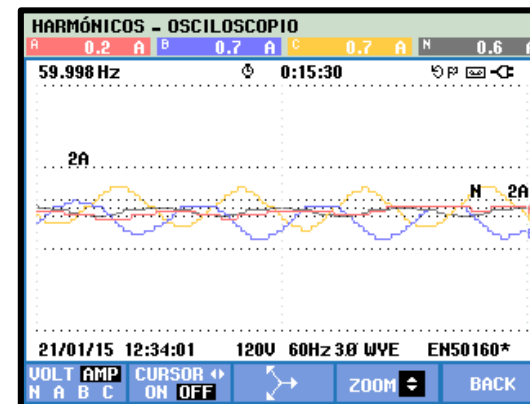 HARMÓNICOS - OSCILOSCOPIO
A 0.2 A B 0.7 A C 0.7 A N 0.6 A
59.998 Hz 0:15:30
2A
N 2A
21/01/15 12:34:01 120V 60Hz 3Ø WYE EN50160*
VOLT AMP CURSOR ZOOM BACK
N A B C ON OFF